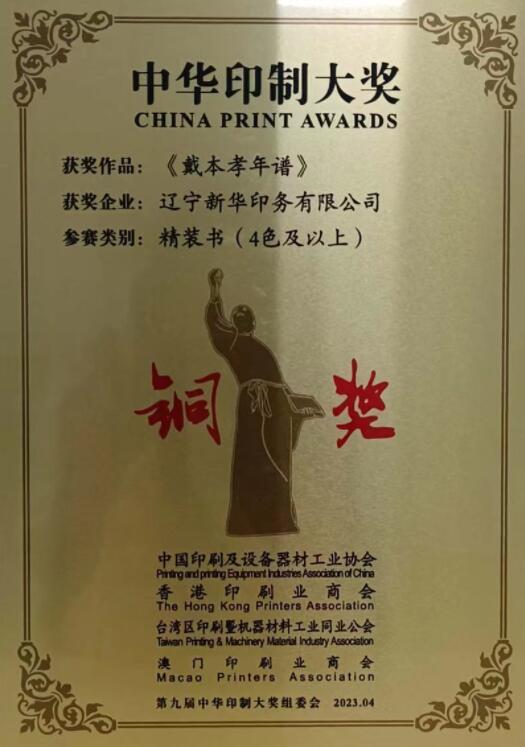 中华印制大奖
CHINA PRINT AWARDS
获奖作品：《戴本孝年谱》
获奖企业：辽宁新华印务有限公司
参赛类别：精装书（4色及以上）
铜奖
中国印刷及设备器材工业协会
Printing and printing Equipment Industries Association of China
香港印刷业商会
The Hong Kong Printers Association
台湾区印刷暨机器材料工业同业公会
Taiwan Printing & Machinery Material Industry Association
澳门印刷业商会
Macao Printers Association
第九届中华印制大奖组委会 2023.04